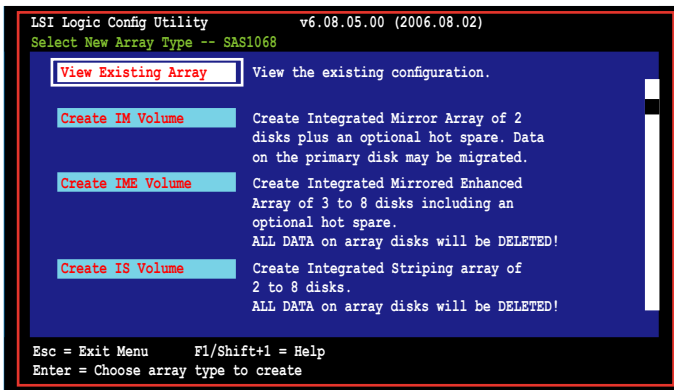 LSI Logic Config Utility v6.08.05.00 (2006.08.02)
Select New Array Type -- SAS1068
View Existing Array View the existing configuration.
Create IM Volume Create Integrated Mirror Array of 2
disks plus an optional hot spare. Data
on the primary disk may be migrated.
Create IME Volume Create Integrated Mirrored Enhanced
Array of 3 to 8 disks including an
optional hot spare.
ALL DATA on array disks will be DELETED!
Create IS Volume Create Integrated Striping array of
2 to 8 disks.
ALL DATA on array disks will be DELETED!
Esc = Exit Menu F1/Shift+1 = Help
Enter = Choose array type to create